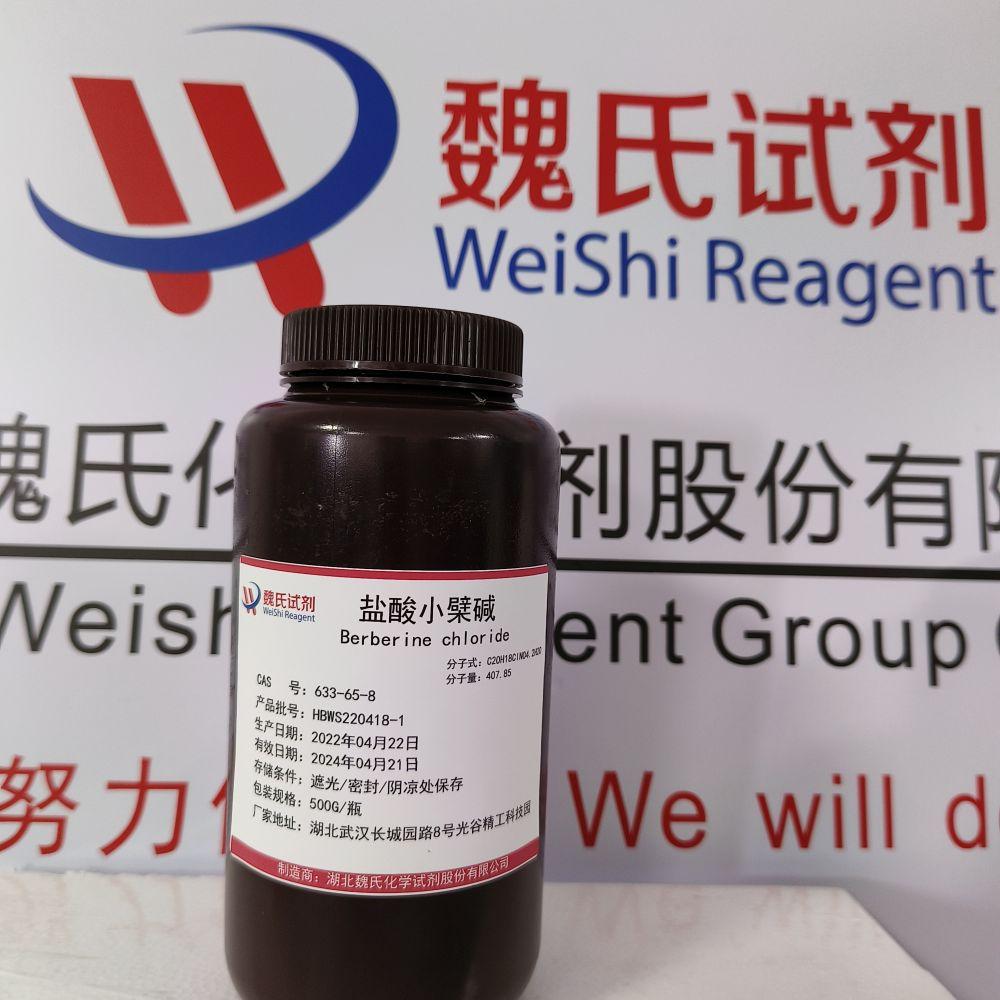 魏氏试剂
WeiShi Reagent
魏氏化 剂股份有
Weish ent Group
努力 We will d
魏氏试剂
WeiShi Reagent
盐酸小檗碱
Berberine chloride
分子式：C20H18ClNO4.2H2O
分子量：407.85
CAS 号：633-65-8
产品批号：HBWS220418-1
生产日期：2022年04月22日
有效日期：2024年04月21日
存储条件：遮光/密封/阴凉处保存
包装规格：500G/瓶
厂家地址：湖北武汉长城园路8号光谷精工科技园
制造商：湖北魏氏化学试剂股份有限公司